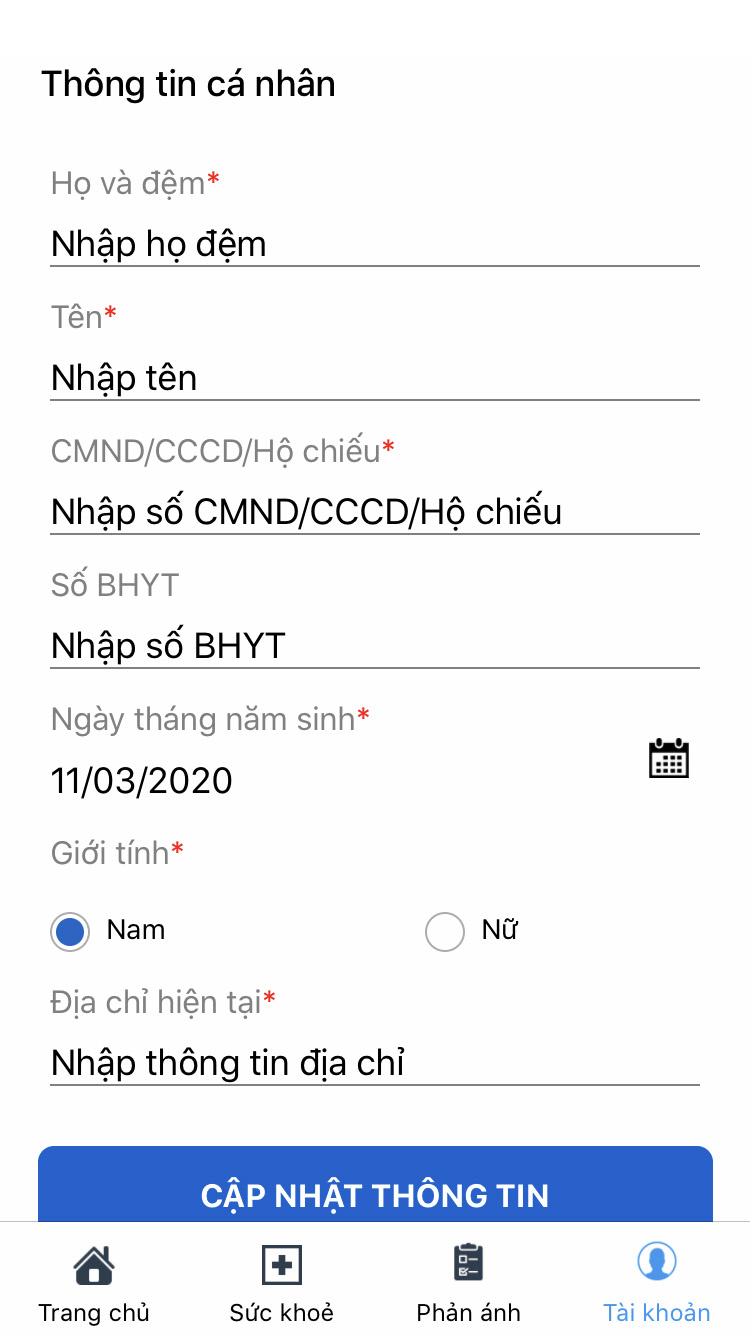 Thông tin cá nhân
Họ và đệm*
Nhập họ đệm
Tên*
Nhập tên
CMND/CCCD/Hộ chiếu*
Nhập số CMND/CCCD/Hộ chiếu
Số BHYT
Nhập số BHYT
Ngày tháng năm sinh*
11/03/2020
Giới tính*
Nam Nữ
Địa chỉ hiện tại*
Nhập thông tin địa chỉ
CẬP NHẬT THÔNG TIN
Trang chủ Sức khoẻ Phản ánh Tài khoản